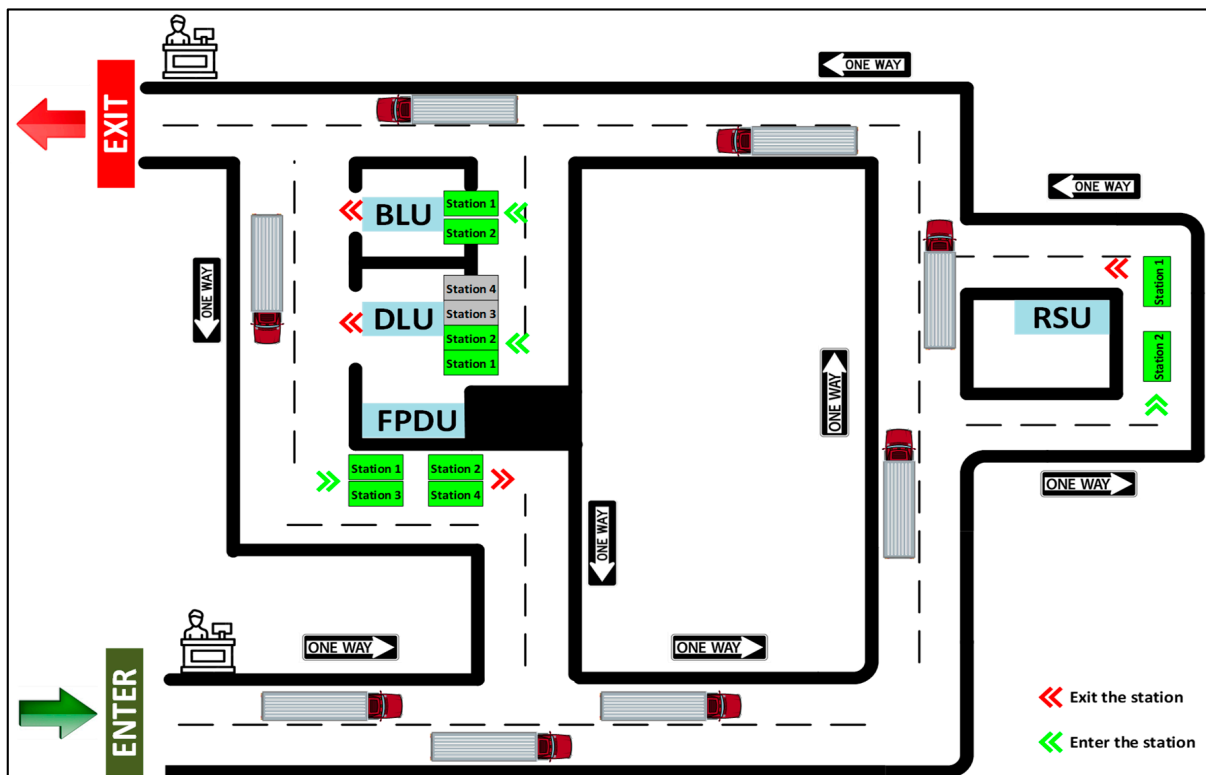 ONE WAY
EXIT
ONE WAY
BLU
Station 1
Station 2
ONE WAY
DLU
Station 4
Station 3
Station 2
Station 1
RSU
Station 1
Station 2
ONE WAY
FPDU
Station 1
Station 2
Station 3
Station 4
ONE WAY
ONE WAY
ONE WAY
ONE WAY
ENTER
Exit the station
Enter the station